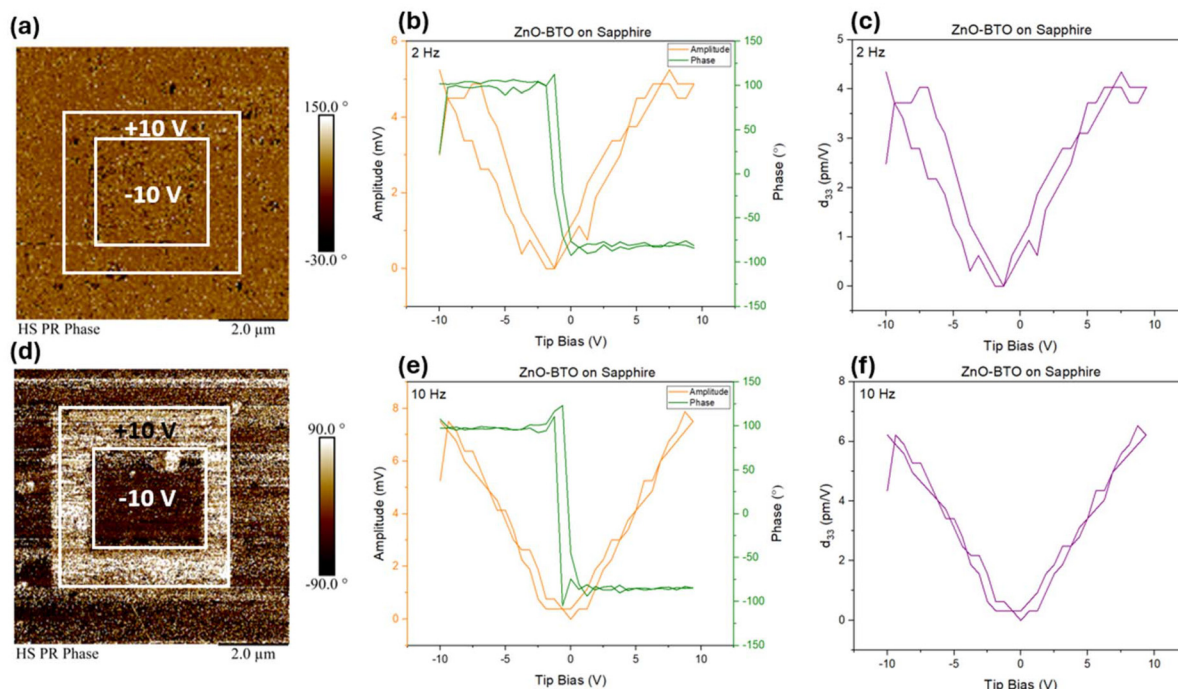 (a)
+10 V
-10 V
150.0 °
-30.0 °
HS PR Phase
2.0 µm
(b)
ZnO-BTO on Sapphire
2 Hz
Amplitude
Phase
Amplitude (mV)
6
4
2
0
Phase (°)
150
100
50
0
-50
-100
-150
-10
-5
0
5
10
Tip Bias (V)
(c)
ZnO-BTO on Sapphire
2 Hz
d33 (pm/V)
5
4
3
2
1
0
-10
-5
0
5
10
Tip Bias (V)
(d)
+10 V
-10 V
90.0 °
-90.0 °
HS PR Phase
2.0 µm
(e)
ZnO-BTO on Sapphire
10 Hz
Amplitude
Phase
Amplitude (mV)
8
6
4
2
0
Phase (°)
150
100
50
0
-50
-100
-150
-10
-5
0
5
10
Tip Bias (V)
(f)
ZnO-BTO on Sapphire
10 Hz
d33 (pm/V)
8
6
4
2
0
-10
-5
0
5
10
Tip Bias (V)